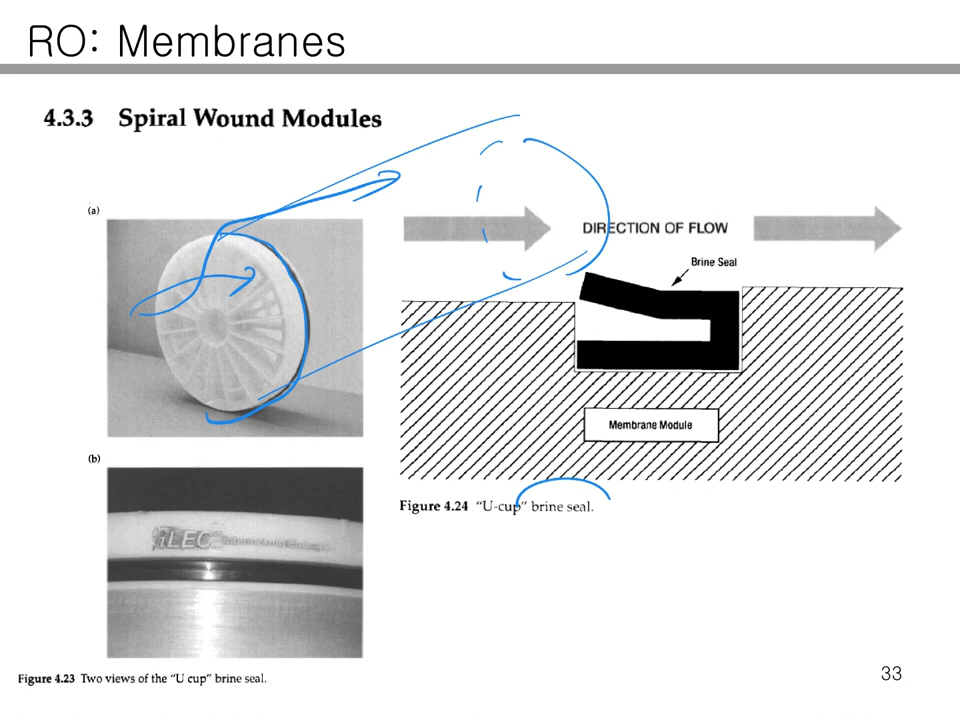 RO: Membranes
4.3.3 Spiral Wound Modules
(a)
DIRECTION OF FLOW
Brine Seal
Membrane Module
(b)
iLEC
Figure 4.24 "U-cup" brine seal.
Figure 4.23 Two views of the "U cup" brine seal.
33